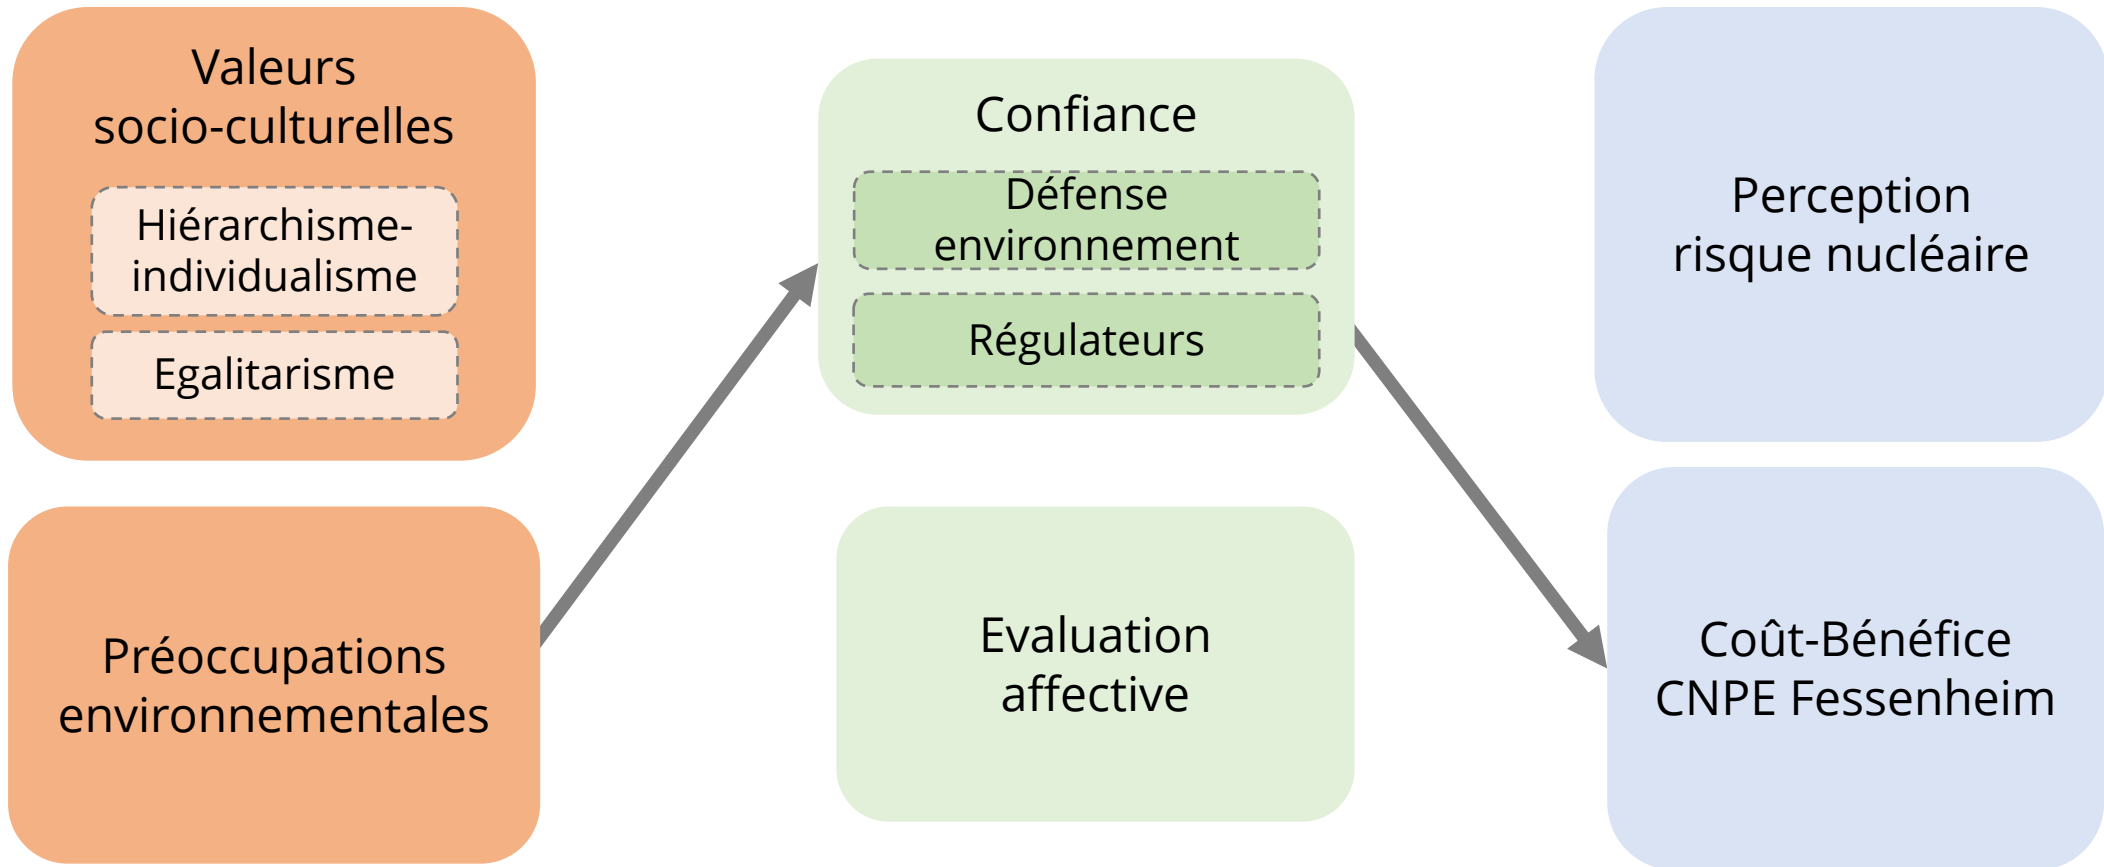 Valeurs
socio-culturelles
Hiérarchisme-
individualisme
Egalitarisme
Préoccupations
environnementales
Confiance
Défense
environnement
Régulateurs
Evaluation
affective
Perception
risque nucléaire
Coût-Bénéfice
CNPE Fessenheim